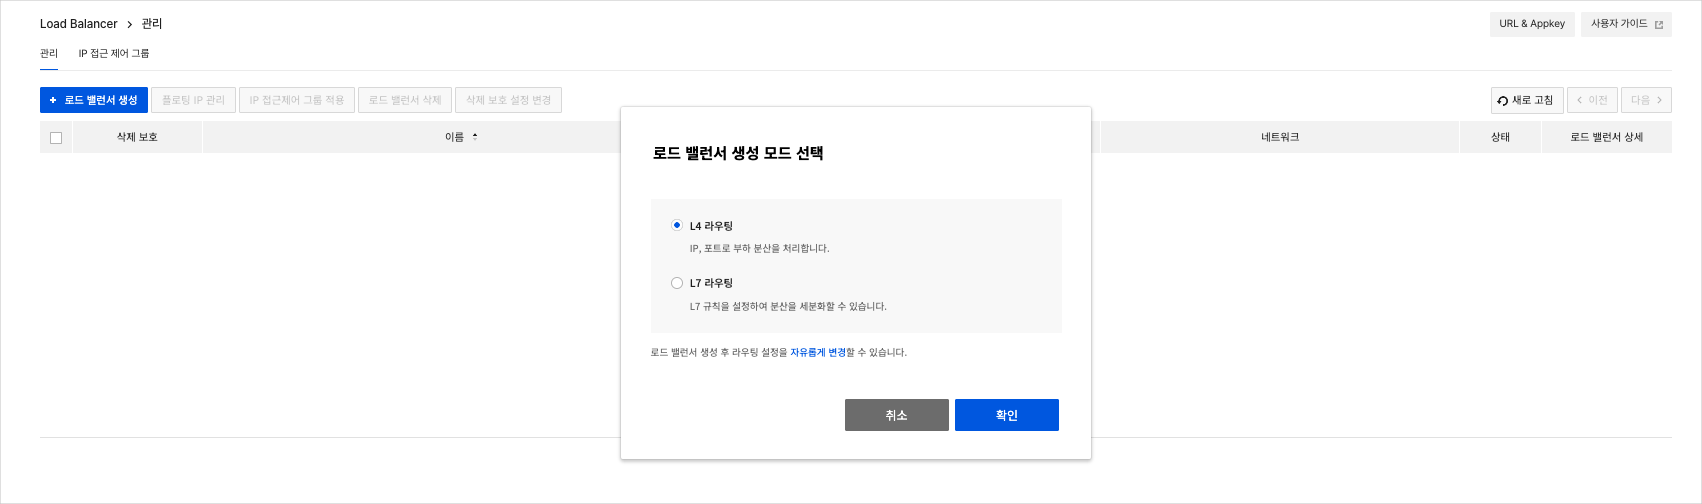 Load Balancer > 관리
URL & Appkey
사용자 가이드
관리
IP 접근 제어 그룹
+ 로드 밸런서 생성
플로팅 IP 관리
IP 접근제어 그룹 적용
로드 밸런서 삭제
삭제 보호 설정 변경
새로 고침
< 이전
다음 >
삭제 보호
이름
네트워크
상태
로드 밸런서 상세
로드 밸런서 생성 모드 선택
L4 라우팅
IP, 포트로 부하 분산을 처리합니다.
L7 라우팅
L7 규칙을 설정하여 분산을 세분화할 수 있습니다.
로드 밸런서 생성 후 라우팅 설정을 자유롭게 변경할 수 있습니다.
취소
확인